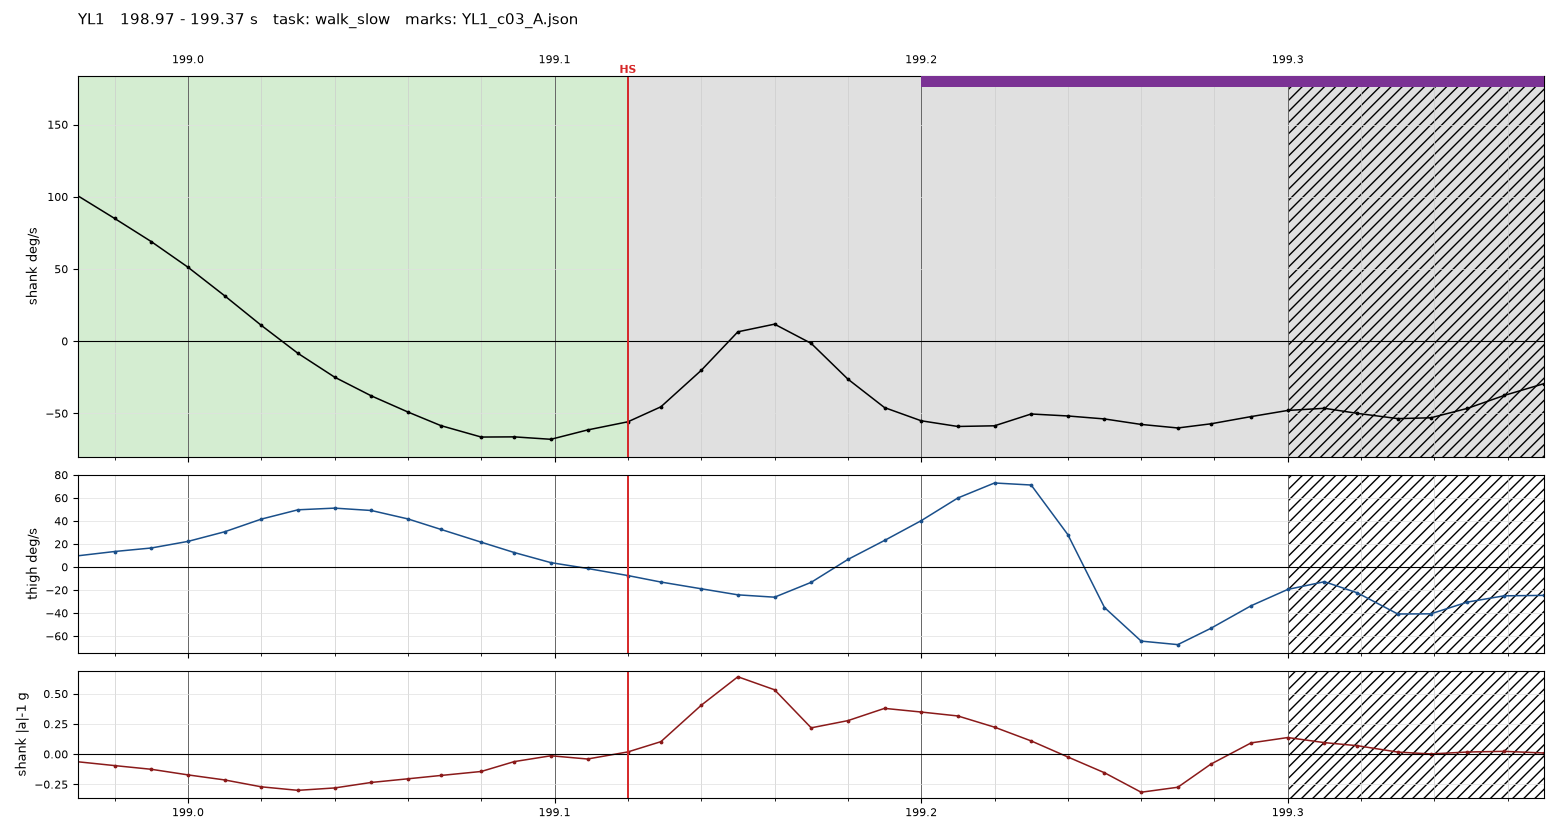 YL1   198.97 - 199.37 s   task: walk_slow   marks: YL1_c03_A.json
199.0 199.1 199.2 199.3
HS
150
100
50
0
−50
shank deg/s
80
60
40
20
0
−20
−40
−60
thigh deg/s
0.50
0.25
0.00
−0.25
shank |a|-1 g
199.0 199.1 199.2 199.3